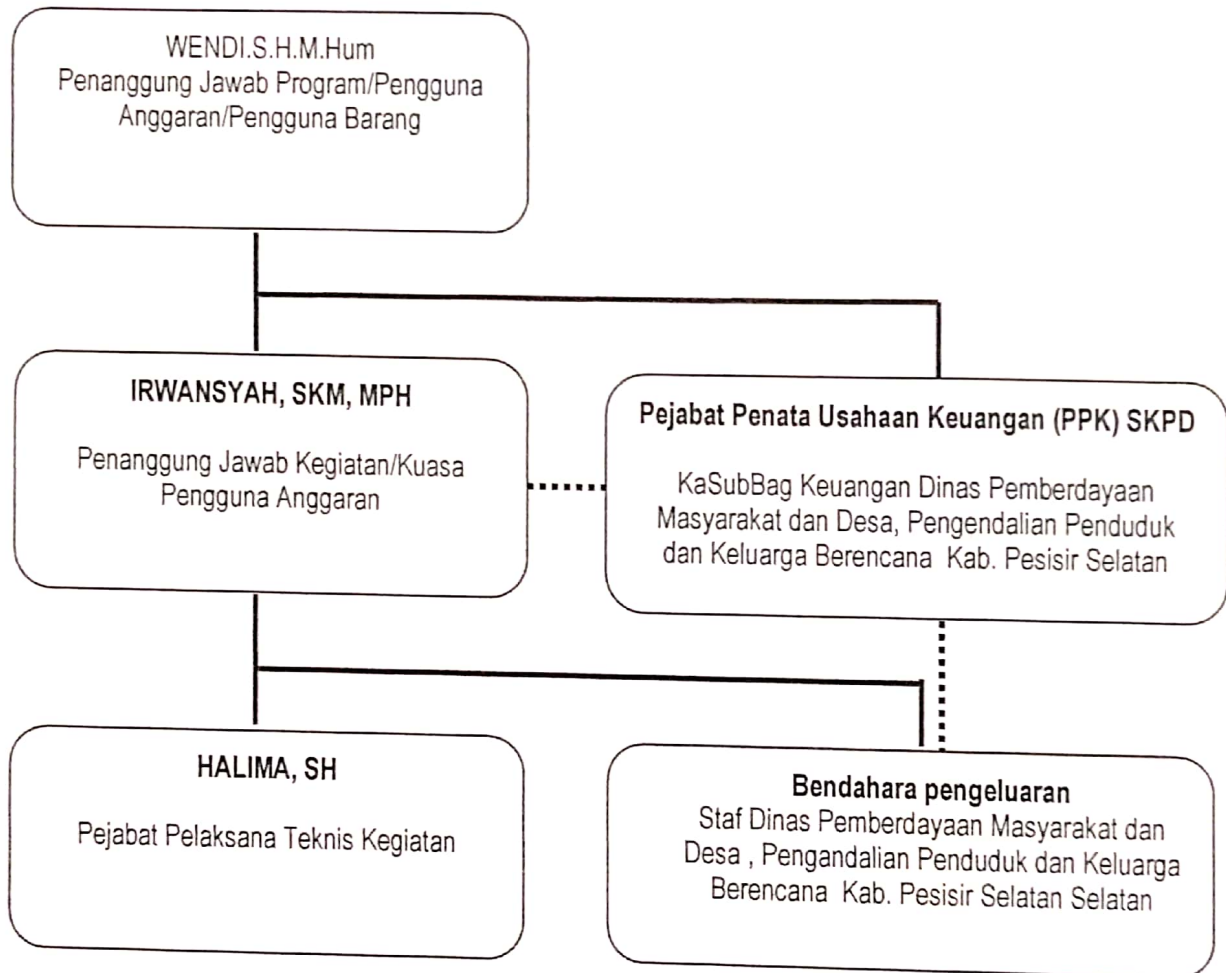 WENDI.S.H.M.Hum
Penanggung Jawab Program/Pengguna
Anggaran/Pengguna Barang
IRWANSYAH, SKM, MPH
Penanggung Jawab Kegiatan/Kuasa
Pengguna Anggaran
Pejabat Penata Usahaan Keuangan (PPK) SKPD
KaSubBag Keuangan Dinas Pemberdayaan
Masyarakat dan Desa, Pengendalian Penduduk
dan Keluarga Berencana Kab. Pesisir Selatan
HALIMA, SH
Pejabat Pelaksana Teknis Kegiatan
Bendahara pengeluaran
Staf Dinas Pemberdayaan Masyarakat dan
Desa , Pengandalian Penduduk dan Keluarga
Berencana Kab. Pesisir Selatan Selatan